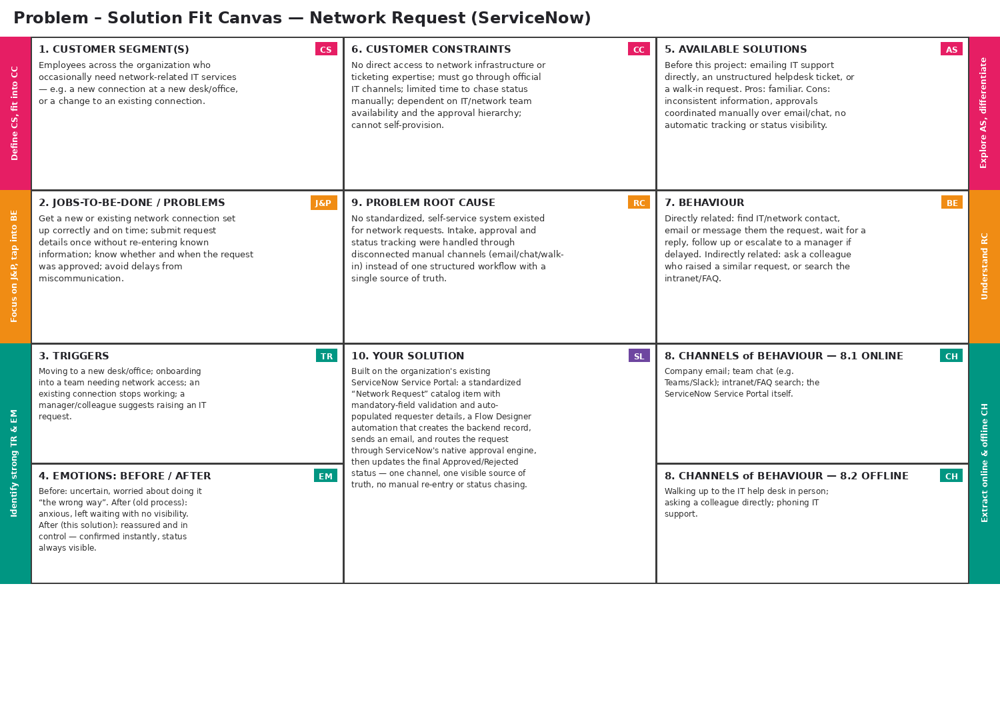 Problem – Solution Fit Canvas — Network Request (ServiceNow)
Define CS, fit into CC
1. CUSTOMER SEGMENT(S)
CS
Employees across the organization who
occasionally need network-related IT services
— e.g. a new connection at a new desk/office,
or a change to an existing connection.
6. CUSTOMER CONSTRAINTS
CC
No direct access to network infrastructure or
ticketing expertise; must go through official
IT channels; limited time to chase status
manually; dependent on IT/network team
availability and the approval hierarchy;
cannot self-provision.
5. AVAILABLE SOLUTIONS
AS
Before this project: emailing IT support
directly, an unstructured helpdesk ticket, or
a walk-in request. Pros: familiar. Cons:
inconsistent information, approvals
coordinated manually over email/chat, no
automatic tracking or status visibility.
Explore AS, differentiate
Focus on J&P, tap into BE
2. JOBS-TO-BE-DONE / PROBLEMS
J&P
Get a new or existing network connection set
up correctly and on time; submit request
details once without re-entering known
information; know whether and when the request
was approved; avoid delays from
miscommunication.
9. PROBLEM ROOT CAUSE
RC
No standardized, self-service system existed
for network requests. Intake, approval and
status tracking were handled through
disconnected manual channels (email/chat/walk-
in) instead of one structured workflow with a
single source of truth.
7. BEHAVIOUR
BE
Directly related: find IT/network contact,
email or message them the request, wait for a
reply, follow up or escalate to a manager if
delayed. Indirectly related: ask a colleague
who raised a similar request, or search the
intranet/FAQ.
Understand RC
Identify strong TR & EM
3. TRIGGERS
TR
Moving to a new desk/office; onboarding
into a team needing network access; an
existing connection stops working; a
manager/colleague suggests raising an IT
request.
4. EMOTIONS: BEFORE / AFTER
EM
Before: uncertain, worried about doing it
“the wrong way”. After (old process):
anxious, left waiting with no visibility.
After (this solution): reassured and in
control — confirmed instantly, status
always visible.
10. YOUR SOLUTION
SL
Built on the organization's existing
ServiceNow Service Portal: a standardized
“Network Request” catalog item with
mandatory-field validation and auto-
populated requester details, a Flow Designer
automation that creates the backend record,
sends an email, and routes the request
through ServiceNow's native approval engine,
then updates the final Approved/Rejected
status — one channel, one visible source of
truth, no manual re-entry or status chasing.
8. CHANNELS of BEHAVIOUR — 8.1 ONLINE
CH
Company email; team chat (e.g.
Teams/Slack); intranet/FAQ search; the
ServiceNow Service Portal itself.
8. CHANNELS of BEHAVIOUR — 8.2 OFFLINE
CH
Walking up to the IT help desk in person;
asking a colleague directly; phoning IT
support.
Extract online & offline CH